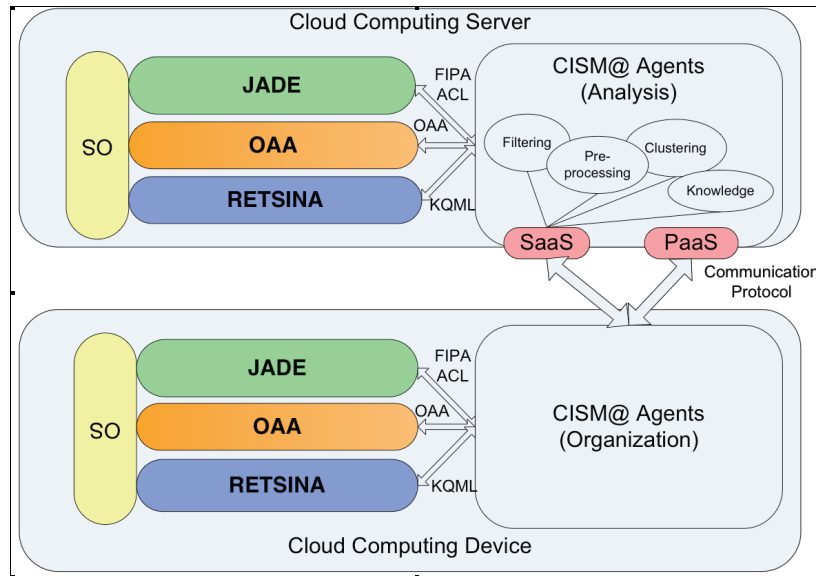 Cloud Computing Server
SO
JADE
OAA
RETSINA
FIPA
ACL
OAA
KQML
CISM@ Agents
(Analysis)
Filtering
Pre-
processing
Clustering
Knowledge
SaaS
PaaS
Communication
Protocol
SO
JADE
OAA
RETSINA
FIPA
ACL
OAA
KQML
CISM@ Agents
(Organization)
Cloud Computing Device